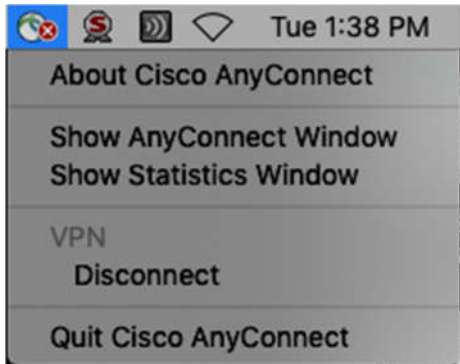 Tue 1:38 PM
About Cisco AnyConnect
Show AnyConnect Window
Show Statistics Window
VPN
Disconnect
Quit Cisco AnyConnect